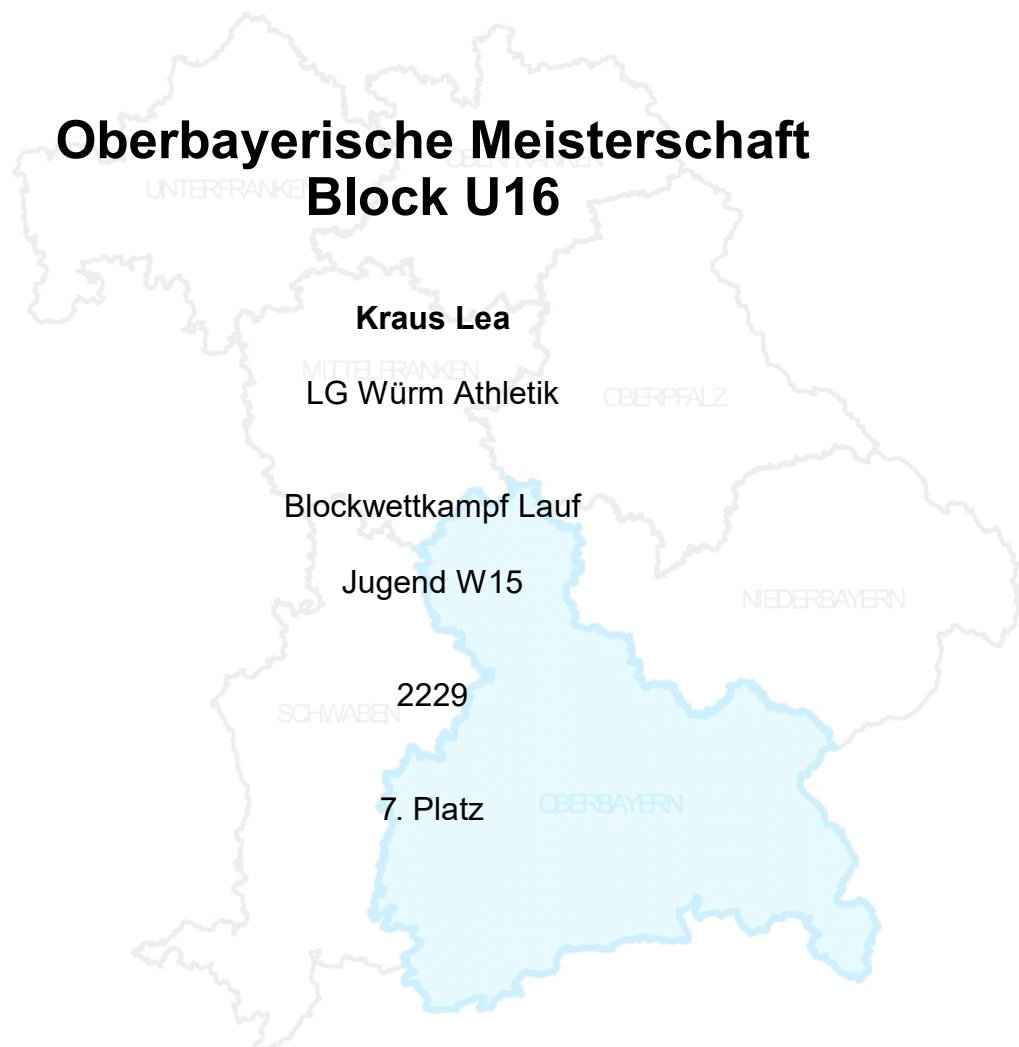 Oberbayerische Meisterschaft
OBERFRANKEN
UNTERFRANKEN
Block U16
Kraus Lea
MITTELFRANKEN
LG Würm Athletik
OBERPFALZ
Blockwettkampf Lauf
Jugend W15
NIEDERBAYERN
2229
SCHWABEN
7. Platz
OBERBAYERN